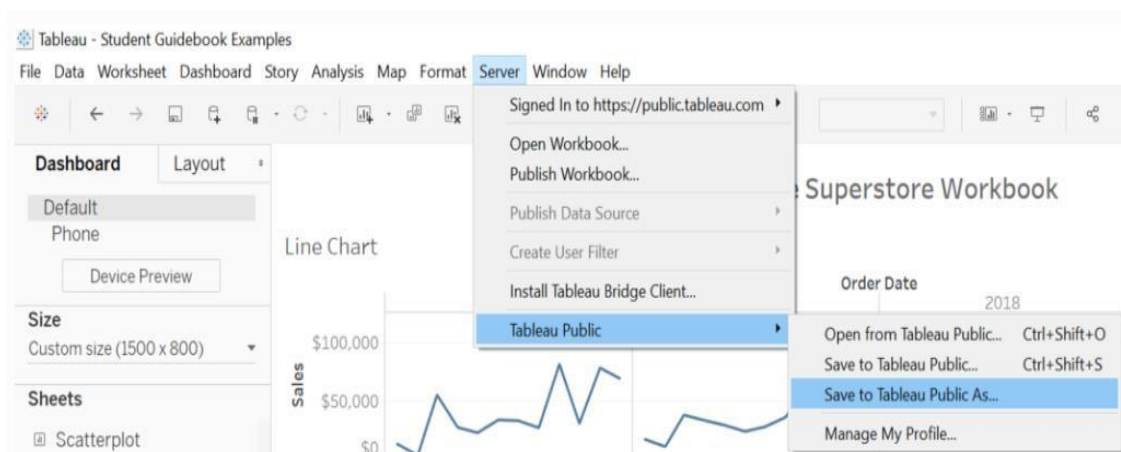 Tableau - Student Guidebook Examples
File Data Worksheet Dashboard Story Analysis Map Format Server Window Help
Signed In to https://public.tableau.com
Open Workbook...
Publish Workbook...
Publish Data Source
Create User Filter
Install Tableau Bridge Client...
Tableau Public
Open from Tableau Public... Ctrl+Shift+O
Save to Tableau Public... Ctrl+Shift+S
Save to Tableau Public As...
Manage My Profile...
Dashboard Layout
Default
Phone
Device Preview
Size
Custom size (1500 x 800)
Sheets
Scatterplot
Superstore Workbook
Line Chart
Order Date
2018
Sales
$100,000
$50,000
$0